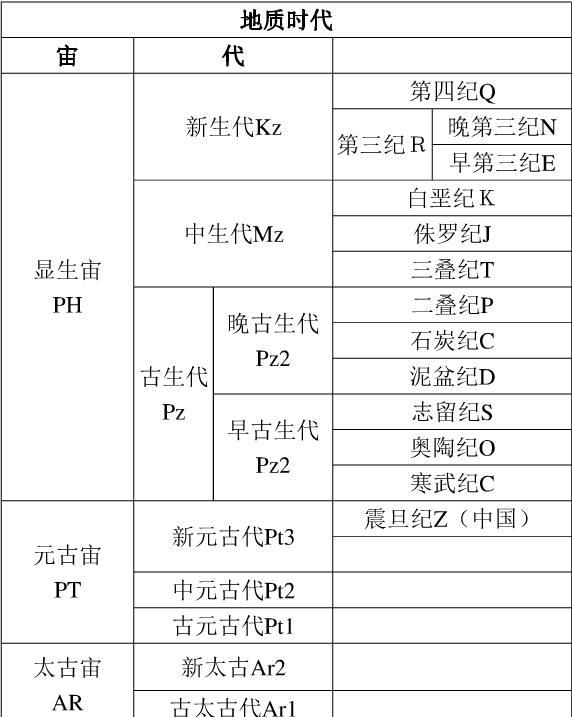 地质时代
宙 代
新生代Kz
第四纪Q
第三纪R
晚第三纪N
早第三纪E
显生宙
PH
中生代Mz
白垩纪K
侏罗纪J
三叠纪T
古生代
Pz
晚古生代
Pz2
二叠纪P
石炭纪C
泥盆纪D
早古生代
Pz2
志留纪S
奥陶纪O
寒武纪C
元古宙
PT
新元古代Pt3
震旦纪Z（中国）
中元古代Pt2
古元古代Pt1
太古宙
AR
新太古Ar2
古太古代Ar1